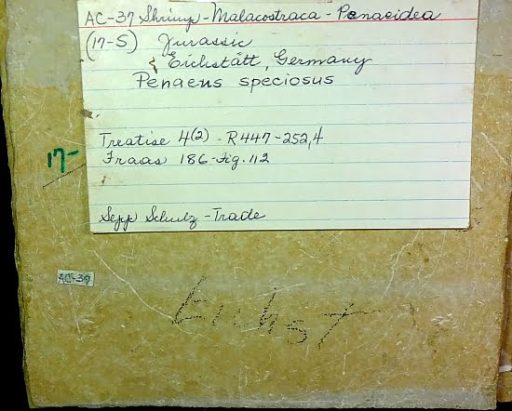 AC-37 Shrimp - Malacostraca - Penaeidea
(17-S) Jurassic
Eichstätt, Germany
Penaeus speciosus
Treatise 4(2) - R447-252,4
Fraas 186-Fig. 112
17-
Sepp Schulz - Trade
AC-37
Eichst